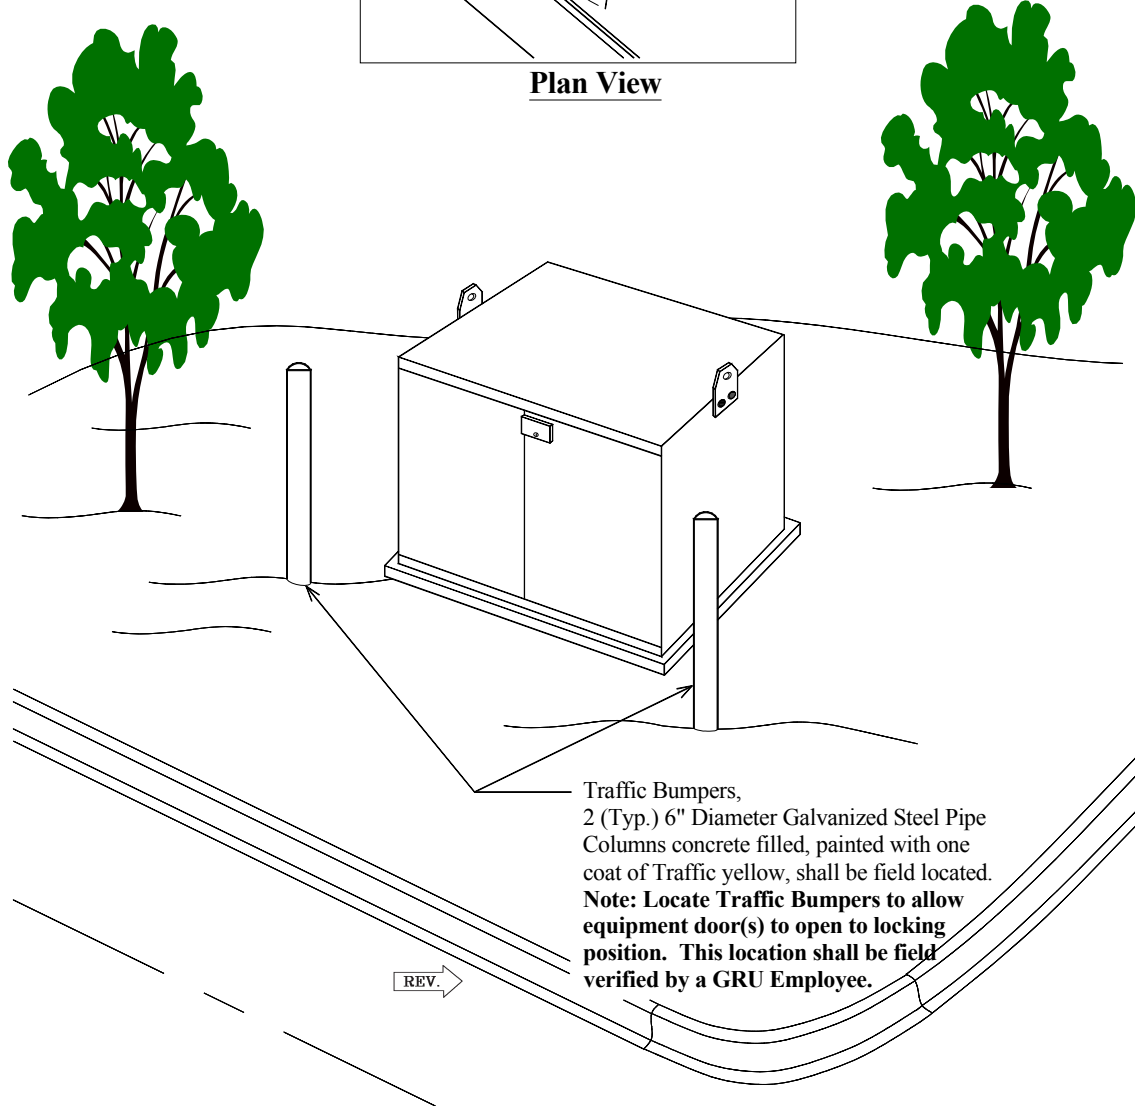 Plan View
Traffic Bumpers,
2 (Typ.) 6" Diameter Galvanized Steel Pipe
Columns concrete filled, painted with one
coat of Traffic yellow, shall be field located.
Note: Locate Traffic Bumpers to allow
equipment door(s) to open to locking
position.  This location shall be field
verified by a GRU Employee.
REV.